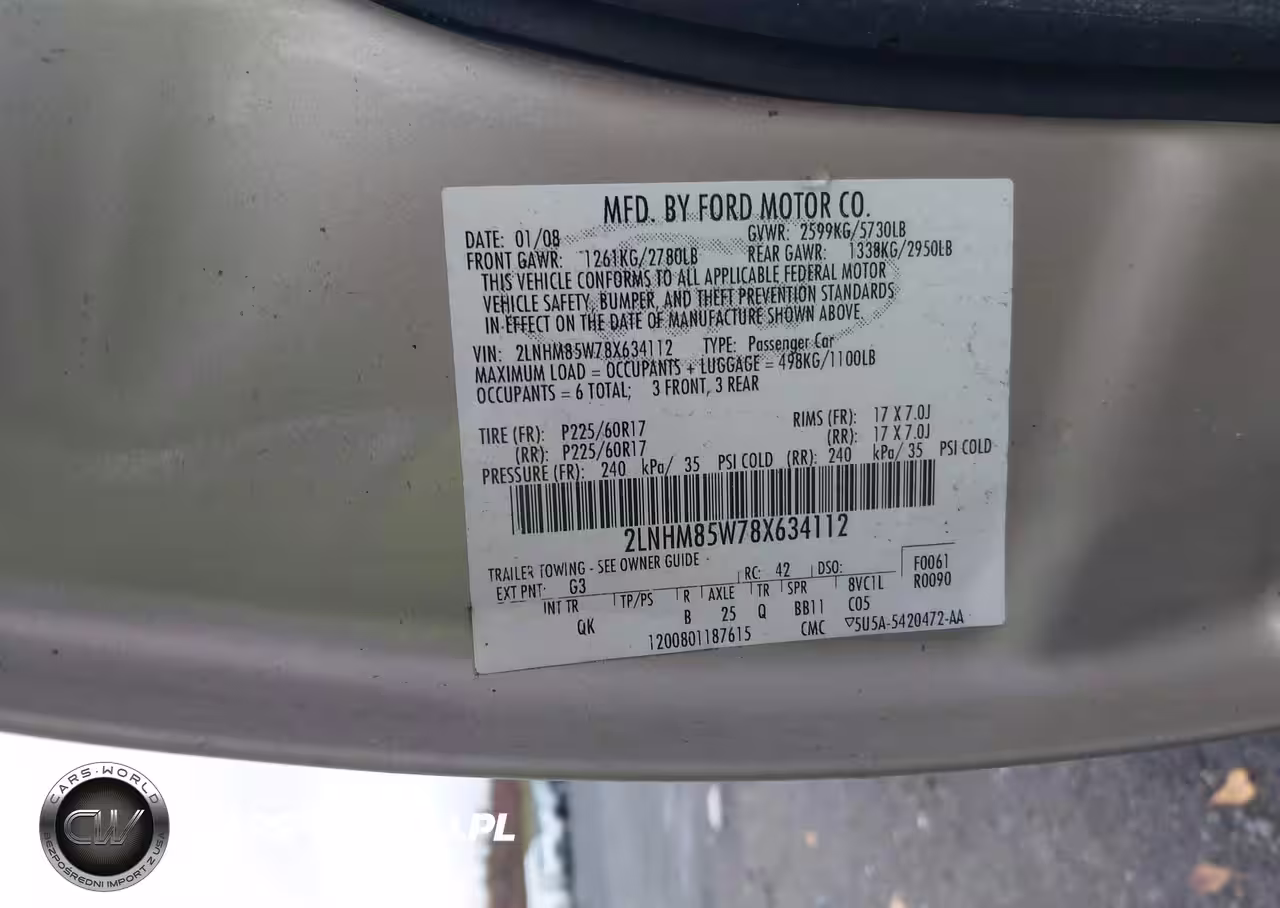 MFD. BY FORD MOTOR CO.
DATE: 01/08 GVWR: 2599KG/5730LB
FRONT GAWR: 1261KG/2780LB REAR GAWR: 1338KG/2950LB
THIS VEHICLE CONFORMS TO ALL APPLICABLE FEDERAL MOTOR
VEHICLE SAFETY, BUMPER, AND THEFT PREVENTION STANDARDS
IN EFFECT ON THE DATE OF MANUFACTURE SHOWN ABOVE.
VIN: 2LNHM85W78X634112 TYPE: Passenger Car
MAXIMUM LOAD = OCCUPANTS + LUGGAGE = 498KG/1100LB
OCCUPANTS = 6 TOTAL; 3 FRONT, 3 REAR
TIRE (FR): P225/60R17 RIMS (FR): 17 X 7.0J
(RR): P225/60R17 (RR): 17 X 7.0J
PRESSURE (FR): 240 kPa/ 35 PSI COLD (RR): 240 kPa/ 35 PSI COLD
2LNHM85W78X634112
TRAILER TOWING - SEE OWNER GUIDE -
EXT PNT: G3 RC: 42 DSO: F0061
INT TR TP/PS R AXLE TR SPR 8VC1L R0090
QK B 25 Q BB11 C05
1200801187615 CMC ▽5U5A-5420472-AA
CARS-WORLD
CW
BEZPOŚREDNI IMPORT Z USA
.PL